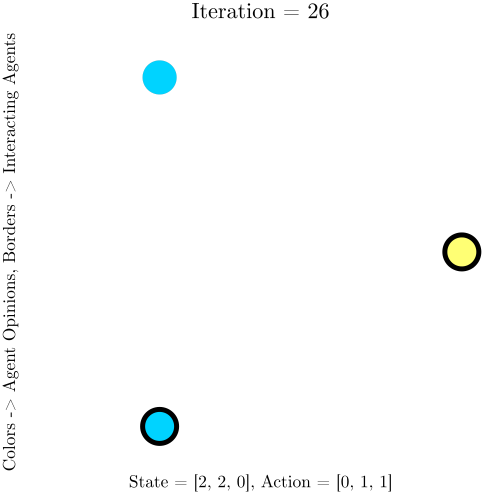 Iteration = 26
Colors -> Agent Opinions, Borders -> Interacting Agents
State = [2, 2, 0], Action = [0, 1, 1]